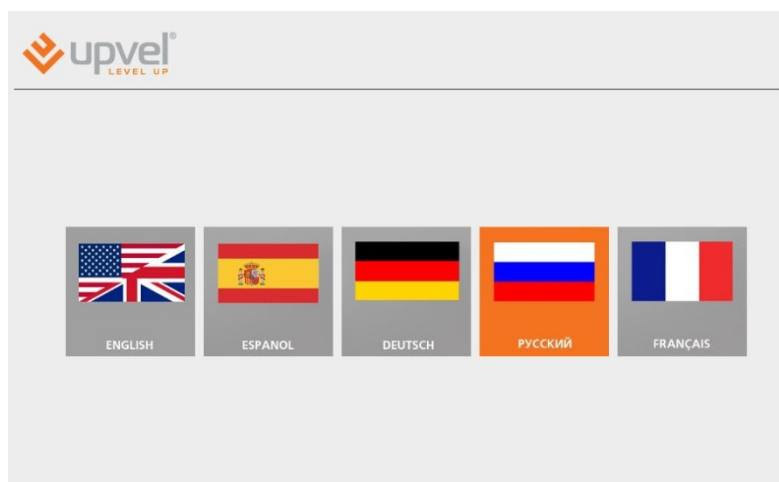 upvel®
LEVEL UP
ENGLISH
ESPANOL
DEUTSCH
РУССКИЙ
FRANÇAIS